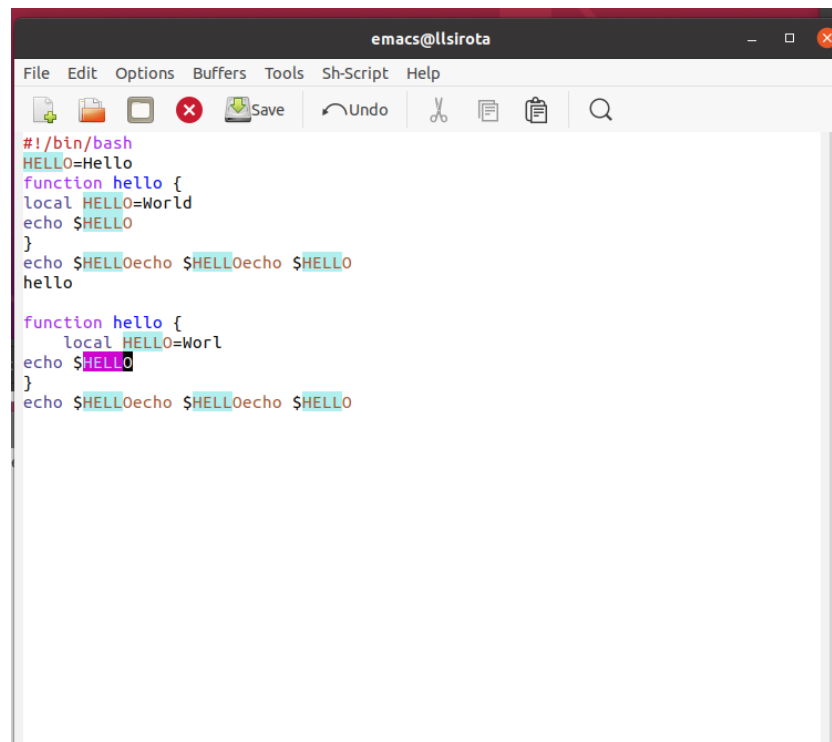 emacs@llsirota
File Edit Options Buffers Tools Sh-Script Help
Save Undo
#!/bin/bash
HELLO=Hello
function hello {
local HELLO=World
echo $HELLO
}
echo $HELLOecho $HELLOecho $HELLO
hello
function hello {
    local HELLO=Worl
echo $HELLO
}
echo $HELLOecho $HELLOecho $HELLO